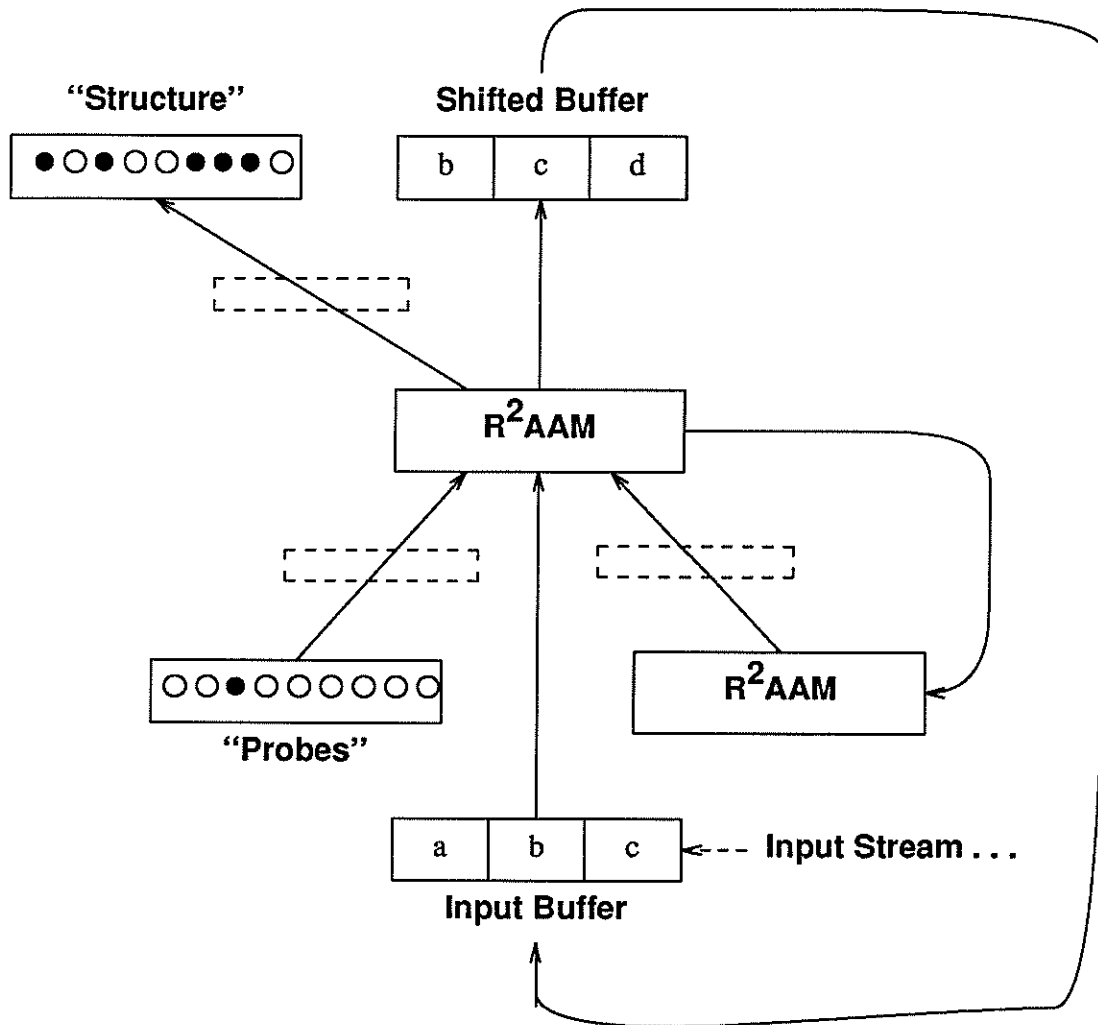 “Structure”
Shifted Buffer
b c d
R²AAM
R²AAM
“Probes”
a b c
Input Stream . . .
Input Buffer